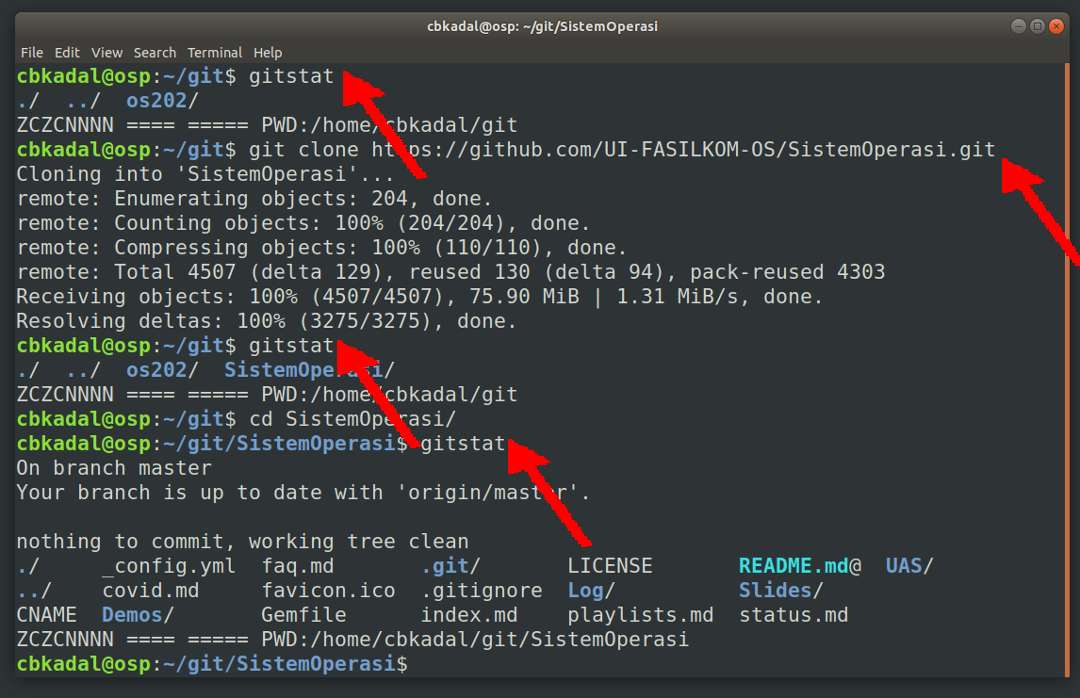 cbkadal@osp: ~/git/SistemOperasi
File Edit View Search Terminal Help
cbkadal@osp:~/git$ gitstat
./ ../ os202/
ZCZCNNNN ==== ===== PWD:/home/cbkadal/git
cbkadal@osp:~/git$ git clone https://github.com/UI-FASILKOM-OS/SistemOperasi.git
Cloning into 'SistemOperasi'...
remote: Enumerating objects: 204, done.
remote: Counting objects: 100% (204/204), done.
remote: Compressing objects: 100% (110/110), done.
remote: Total 4507 (delta 129), reused 130 (delta 94), pack-reused 4303
Receiving objects: 100% (4507/4507), 75.90 MiB | 1.31 MiB/s, done.
Resolving deltas: 100% (3275/3275), done.
cbkadal@osp:~/git$ gitstat
./ ../ os202/ SistemOperasi/
ZCZCNNNN ==== ===== PWD:/home/cbkadal/git
cbkadal@osp:~/git$ cd SistemOperasi/
cbkadal@osp:~/git/SistemOperasi$ gitstat
On branch master
Your branch is up to date with 'origin/master'.
nothing to commit, working tree clean
./ _config.yml faq.md .git/ LICENSE README.md@ UAS/
../ covid.md favicon.ico .gitignore Log/ Slides/
CNAME Demos/ Gemfile index.md playlists.md status.md
ZCZCNNNN ==== ===== PWD:/home/cbkadal/git/SistemOperasi
cbkadal@osp:~/git/SistemOperasi$